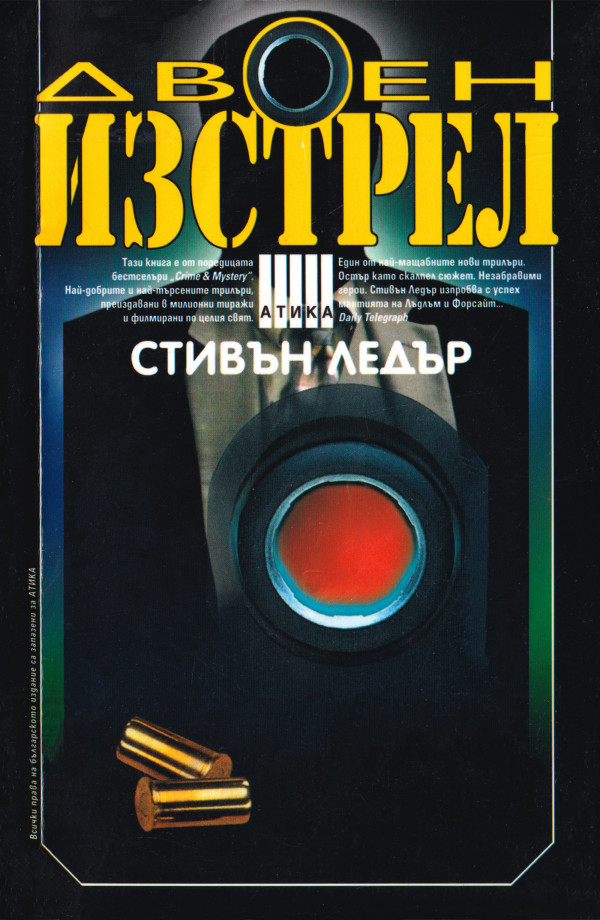 ДВОЕН
ИЗСТРЕЛ
Тази книга е от поредицата
бестселъри „Crime & Mystery“.
Най-добрите и най-търсените трилъри,
преиздавани в милионни тиражи
и филмирани по целия свят.
АТИКА
Един от най-мащабните нови трилъри.
Остър като скалпел сюжет. Незабравими
герои. Стивън Ледър изпробва с успех
мантията на Лъдлъм и Форсайт...
Daily Telegraph
СТИВЪН ЛЕДЪР
Всички права на българското издание са запазени за АТИКА